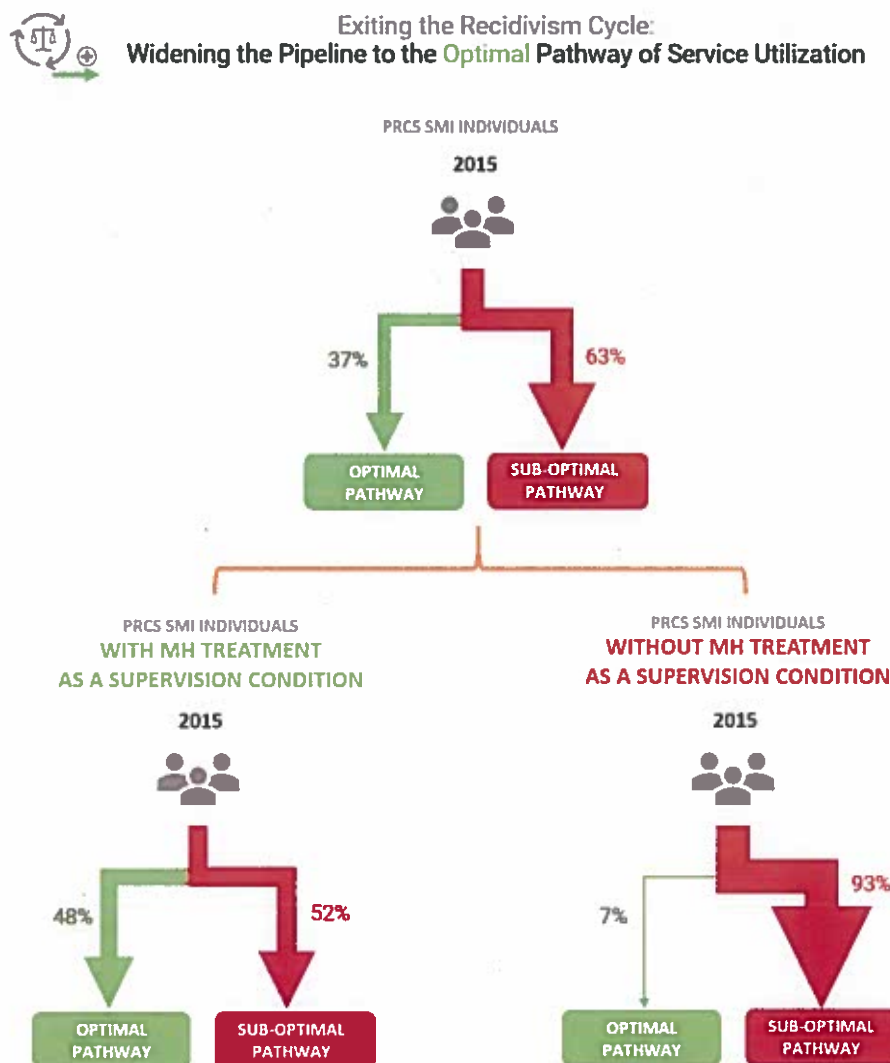 Exiting the Recidivism Cycle:
Widening the Pipeline to the Optimal Pathway of Service Utilization
PRCS SMI INDIVIDUALS
2015
37%
63%
OPTIMAL
PATHWAY
SUB-OPTIMAL
PATHWAY
PRCS SMI INDIVIDUALS
WITH MH TREATMENT
AS A SUPERVISION CONDITION
2015
48%
52%
OPTIMAL
PATHWAY
SUB-OPTIMAL
PATHWAY
PRCS SMI INDIVIDUALS
WITHOUT MH TREATMENT
AS A SUPERVISION CONDITION
2015
7%
93%
OPTIMAL
PATHWAY
SUB-OPTIMAL
PATHWAY